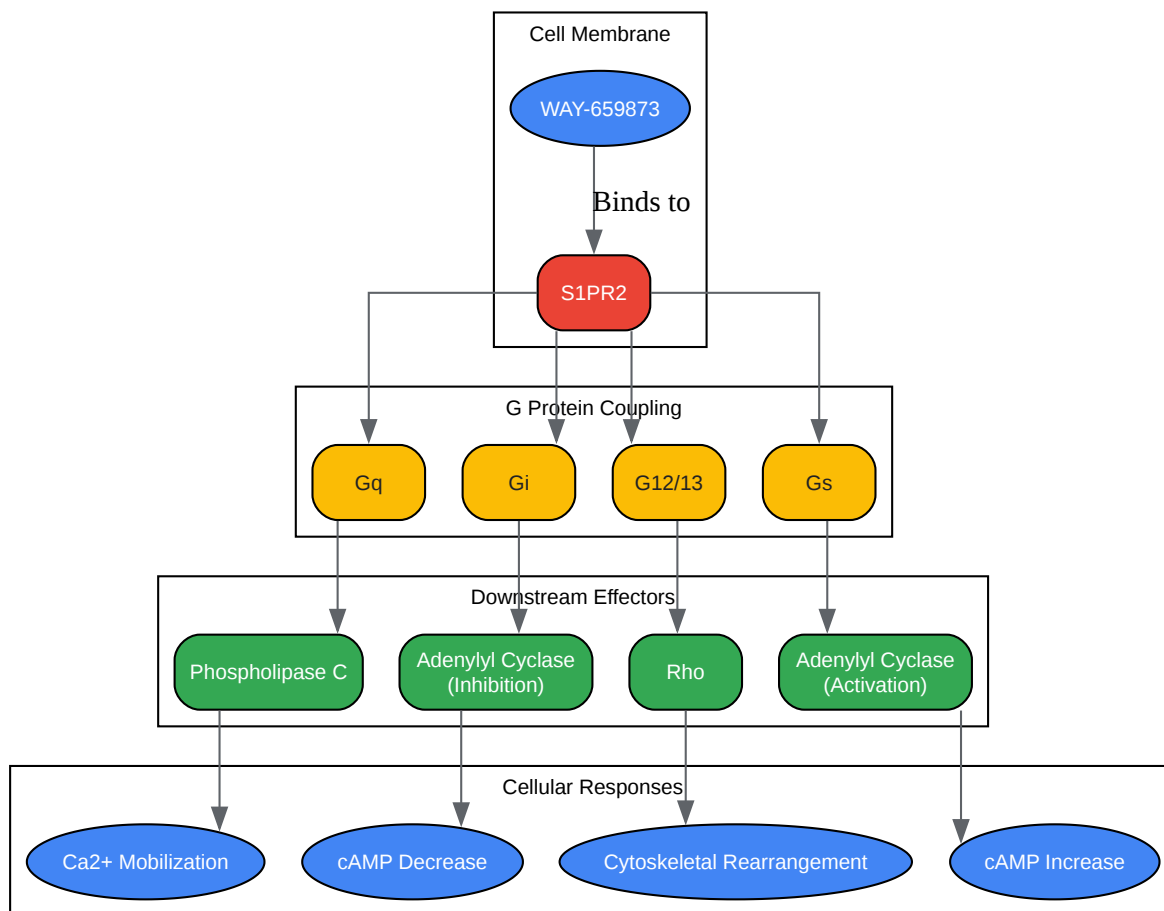 Cell Membrane
WAY-659873
Binds to
S1PR2
G Protein Coupling
Gq
Gi
G12/13
Gs
Downstream Effectors
Phospholipase C
Adenylyl Cyclase
(Inhibition)
Rho
Adenylyl Cyclase
(Activation)
Cellular Responses
Ca2+ Mobilization
cAMP Decrease
Cytoskeletal Rearrangement
cAMP Increase